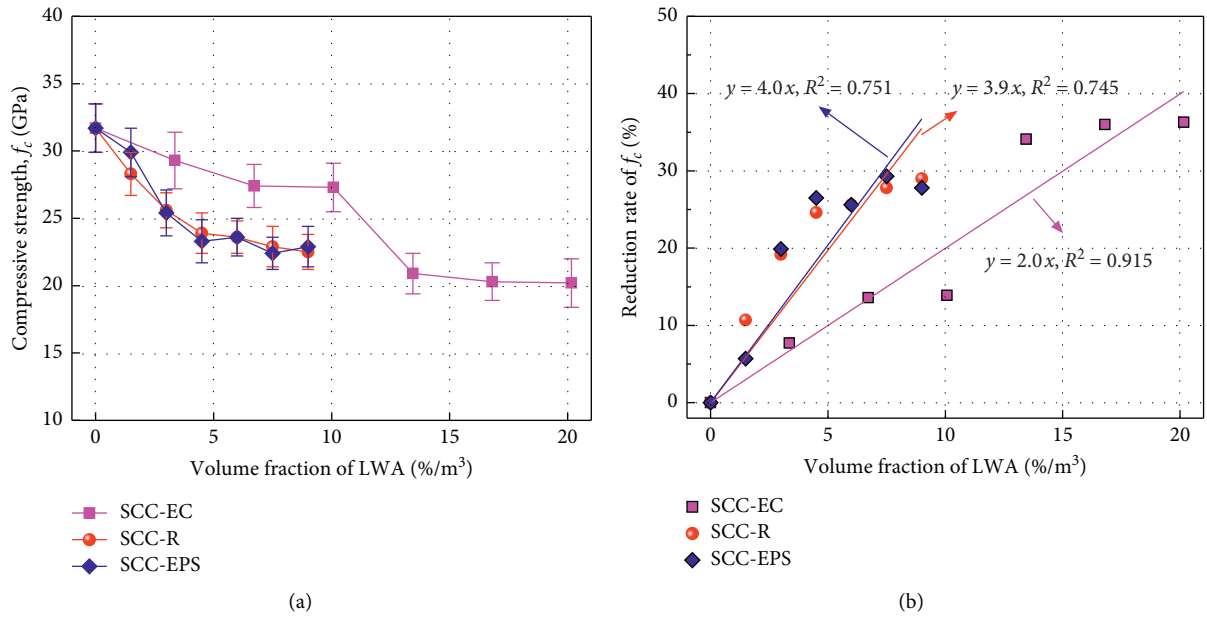 40
35
30
25
20
15
10
Compressive strength, f_c (GPa)
0 5 10 15 20
Volume fraction of LWA (%/m³)
SCC-EC
SCC-R
SCC-EPS
(a)
50
40
30
20
10
0
Reduction rate of f_c (%)
y = 4.0x, R² = 0.751
y = 3.9x, R² = 0.745
y = 2.0x, R² = 0.915
0 5 10 15 20
Volume fraction of LWA (%/m³)
SCC-EC
SCC-R
SCC-EPS
(b)